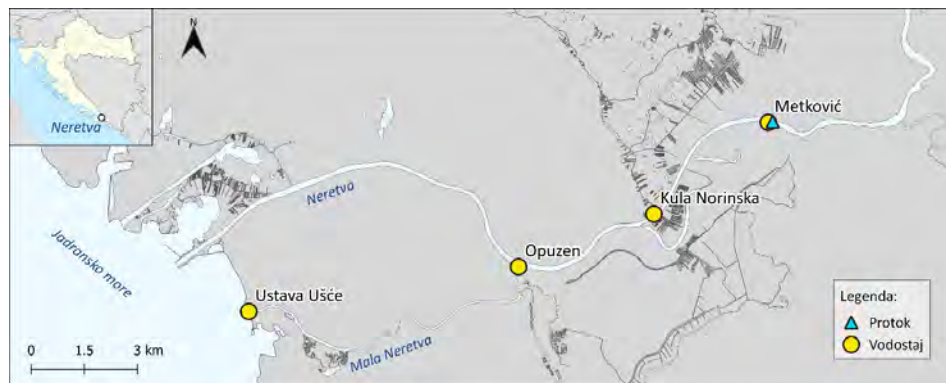 N
Neretva
Metković
Kula Norinska
Neretva
Opuzen
Jadransko more
Ustava Ušće
Mala Neretva
0 1.5 3 km
Legenda:
Protok
Vodostaj